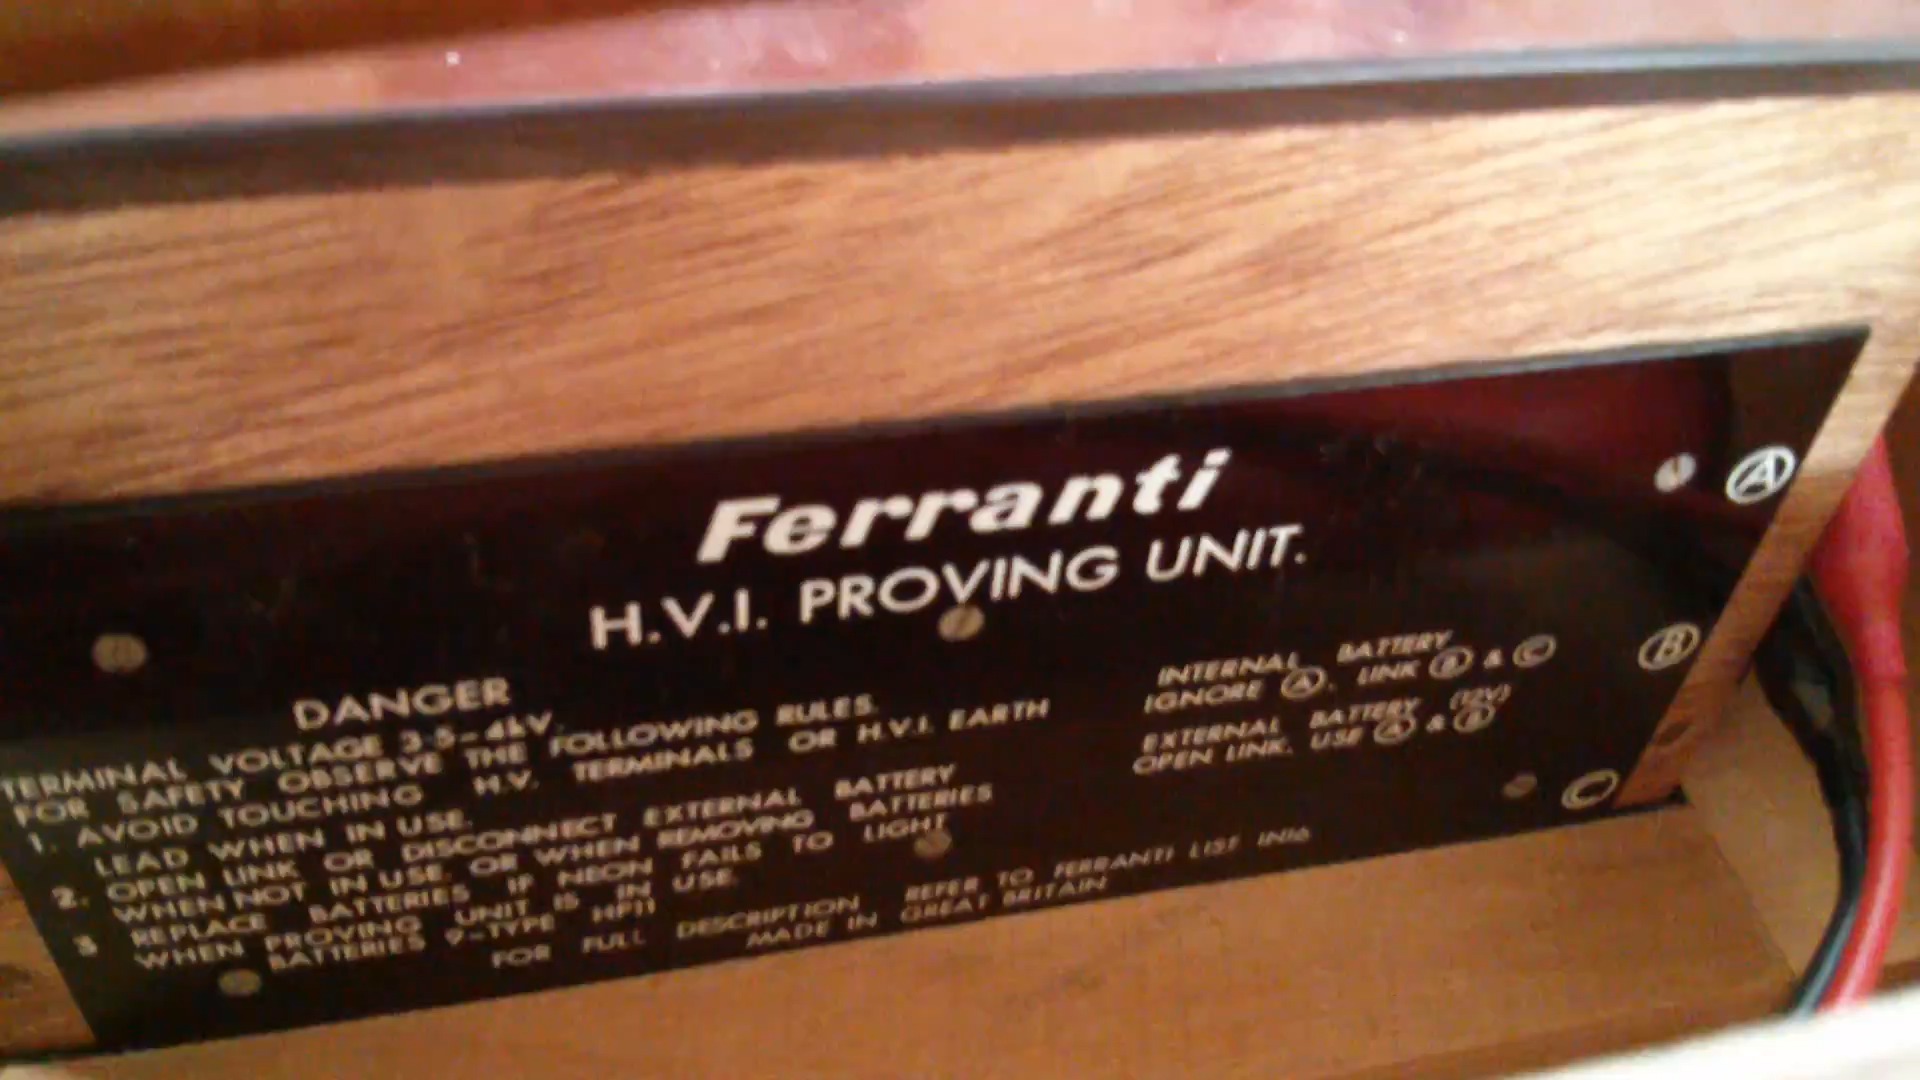 Ferranti
H.V.I. PROVING UNIT.
DANGER
TERMINAL VOLTAGE 3.5-4kV.
FOR SAFETY OBSERVE THE FOLLOWING RULES.
1. AVOID TOUCHING H.V. TERMINALS OR H.V.I. EARTH
LEAD WHEN IN USE.
2. OPEN LINK OR DISCONNECT EXTERNAL BATTERY
WHEN NOT IN USE, OR WHEN REMOVING BATTERIES
3 REPLACE BATTERIES IF NEON FAILS TO LIGHT
WHEN PROVING UNIT IS IN USE.
BATTERIES 9-TYPE HP11
FOR FULL DESCRIPTION REFER TO FERRANTI LIST
MADE IN GREAT BRITAIN
INTERNAL BATTERY
IGNORE Ⓐ. LINK Ⓑ & Ⓒ
EXTERNAL BATTERY (12V)
OPEN LINK. USE Ⓐ & Ⓑ
Ⓐ
Ⓑ
Ⓒ